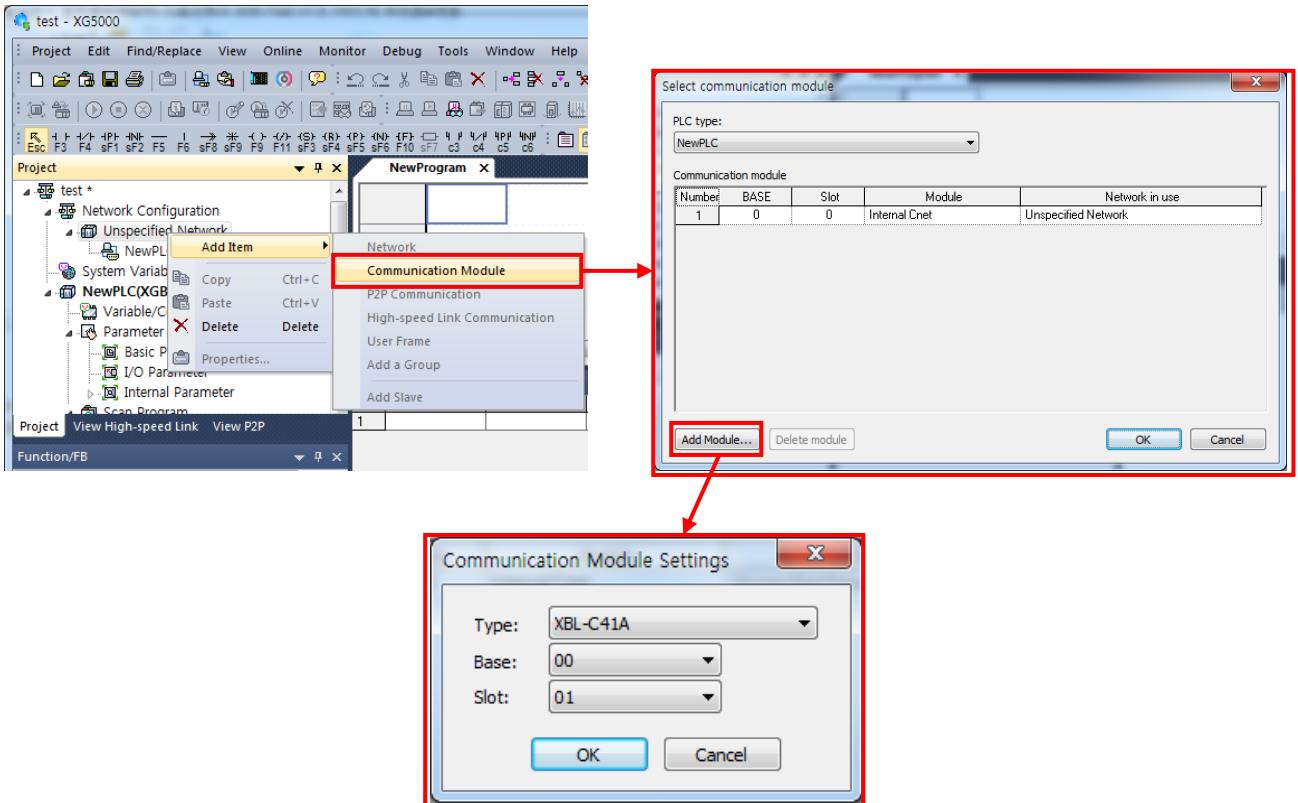 test - XG5000
Project Edit Find/Replace View Online Monitor Debug Tools Window Help
Esc F3 F4 sF1 sF2 F5 F6 sF8 sF9 F9 F11 sF3 sF4 sF5 sF6 F10 sF7 c3 c4 c5 c6
Project
NewProgram
test *
Network Configuration
Unspecified Network
NewPL
System Variab
NewPLC(XGB
Variable/C
Parameter
Basic P
I/O Parameter
Internal Parameter
Scan Program
Add Item
Copy Ctrl+C
Paste Ctrl+V
Delete Delete
Properties...
Network
Communication Module
P2P Communication
High-speed Link Communication
User Frame
Add a Group
Add Slave
1
Project View High-speed Link View P2P
Function/FB
Select communication module
PLC type:
NewPLC
Communication module
Number BASE Slot Module Network in use
1 0 0 Internal Cnet Unspecified Network
Add Module... Delete module OK Cancel
Communication Module Settings
Type: XBL-C41A
Base: 00
Slot: 01
OK Cancel